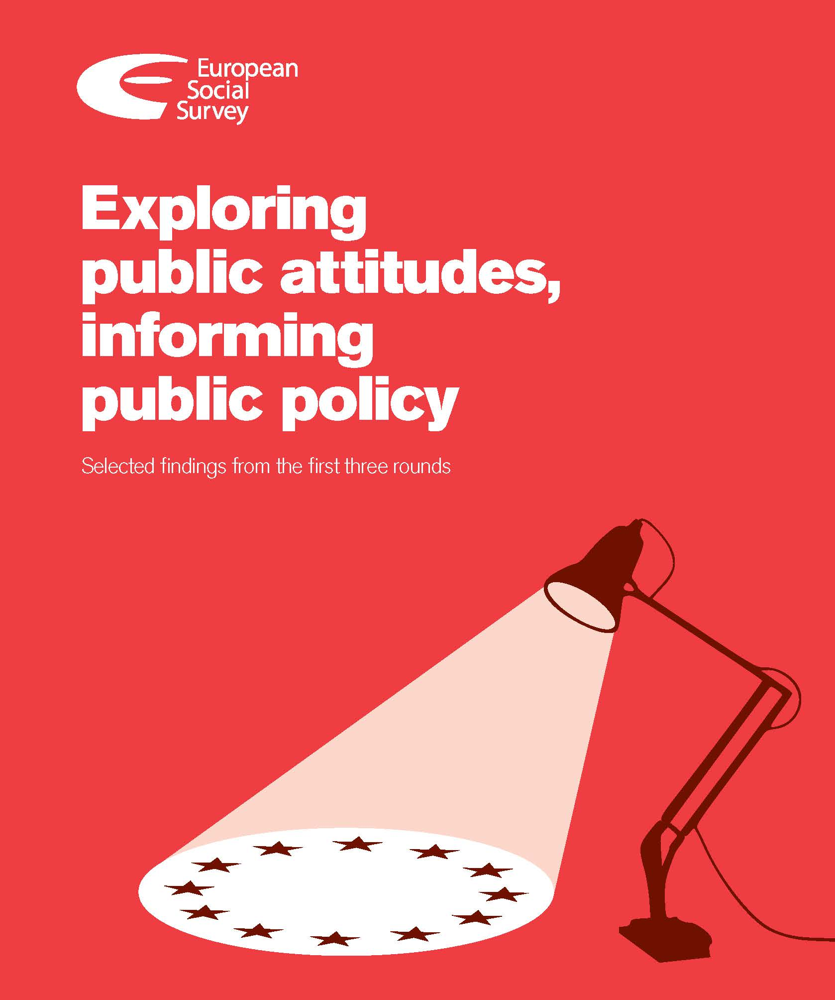 European
Social
Survey
Exploring
public attitudes,
informing
public policy
Selected findings from the first three rounds